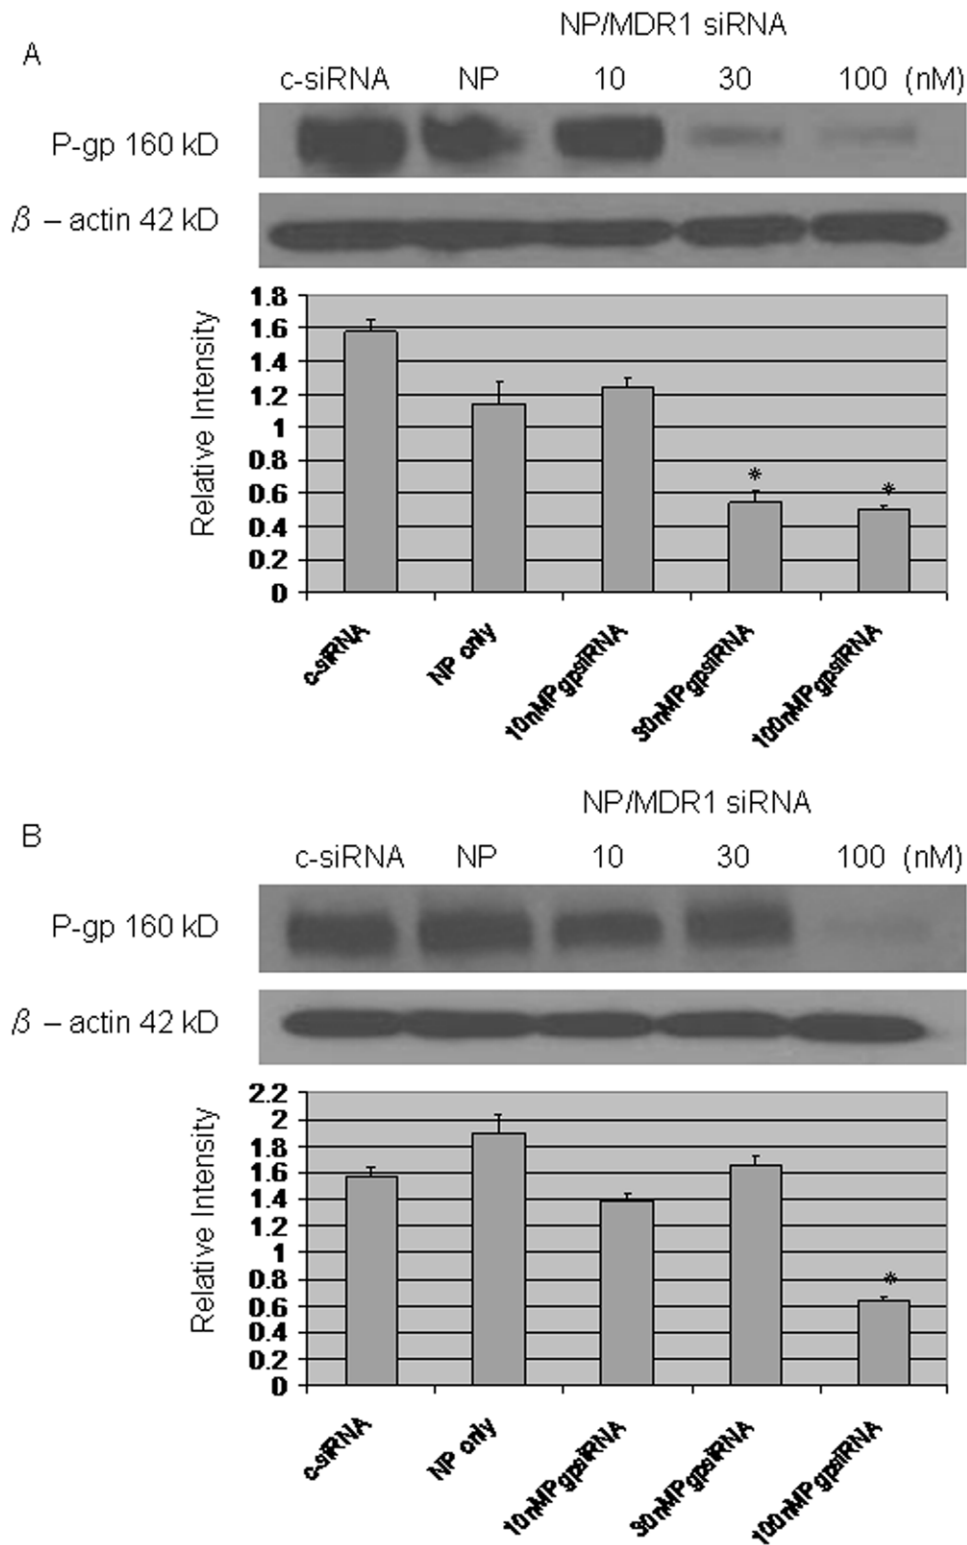 A
NP/MDR1 siRNA
c-siRNA NP 10 30 100 (nM)
P-gp 160 kD
β – actin 42 kD
Relative Intensity
1.8
1.6
1.4
1.2
1
0.8
0.6
0.4
0.2
0
*
*
c-siRNA
NP only
10nMPgpsiRNA
30nMPgpsiRNA
100nMPgpsiRNA
B
NP/MDR1 siRNA
c-siRNA NP 10 30 100 (nM)
P-gp 160 kD
β – actin 42 kD
Relative Intensity
2.2
2
1.8
1.6
1.4
1.2
1
0.8
0.6
0.4
0.2
0
*
c-siRNA
NP only
10nMPgpsiRNA
30nMPgpsiRNA
100nMPgpsiRNA